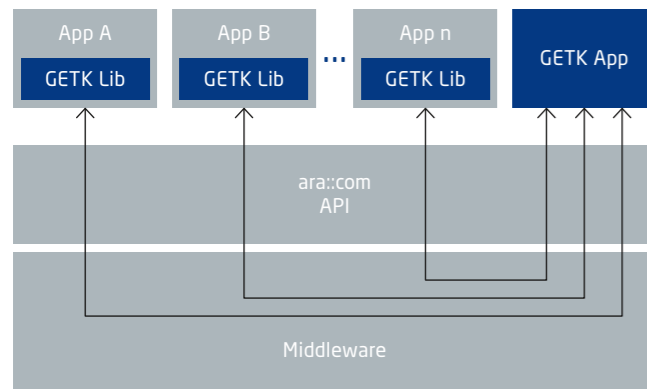 App A
GETK Lib
App B
GETK Lib
...
App n
GETK Lib
GETK App
ara::com
API
Middleware